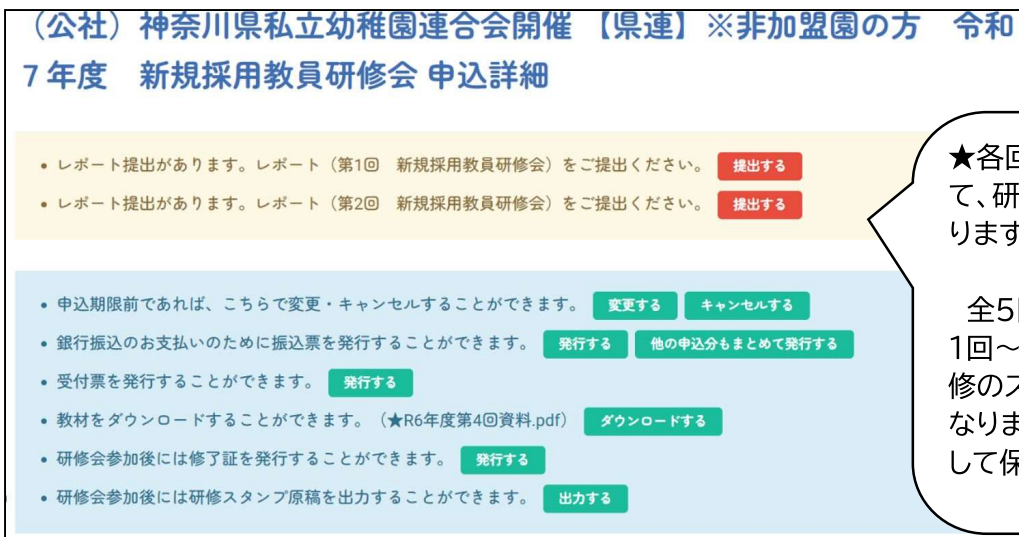 （公社）神奈川県私立幼稚園連合会開催 【県連】※非加盟園の方　令和
７年度　新規採用教員研修会 申込詳細
• レポート提出があります。レポート（第1回　新規採用教員研修会）をご提出ください。 提出する
• レポート提出があります。レポート（第2回　新規採用教員研修会）をご提出ください。 提出する
• 申込期限前であれば、こちらで変更・キャンセルすることができます。 変更する キャンセルする
• 銀行振込のお支払いのために振込票を発行することができます。 発行する 他の申込分もまとめて発行する
• 受付票を発行することができます。 発行する
• 教材をダウンロードすることができます。（★R6年度第4回資料.pdf） ダウンロードする
• 研修会参加後には修了証を発行することができます。 発行する
• 研修会参加後には研修スタンプ原稿を出力することができます。 出力する
★各回
て、研
ります
全5
1回～
修のス
なりま
して保